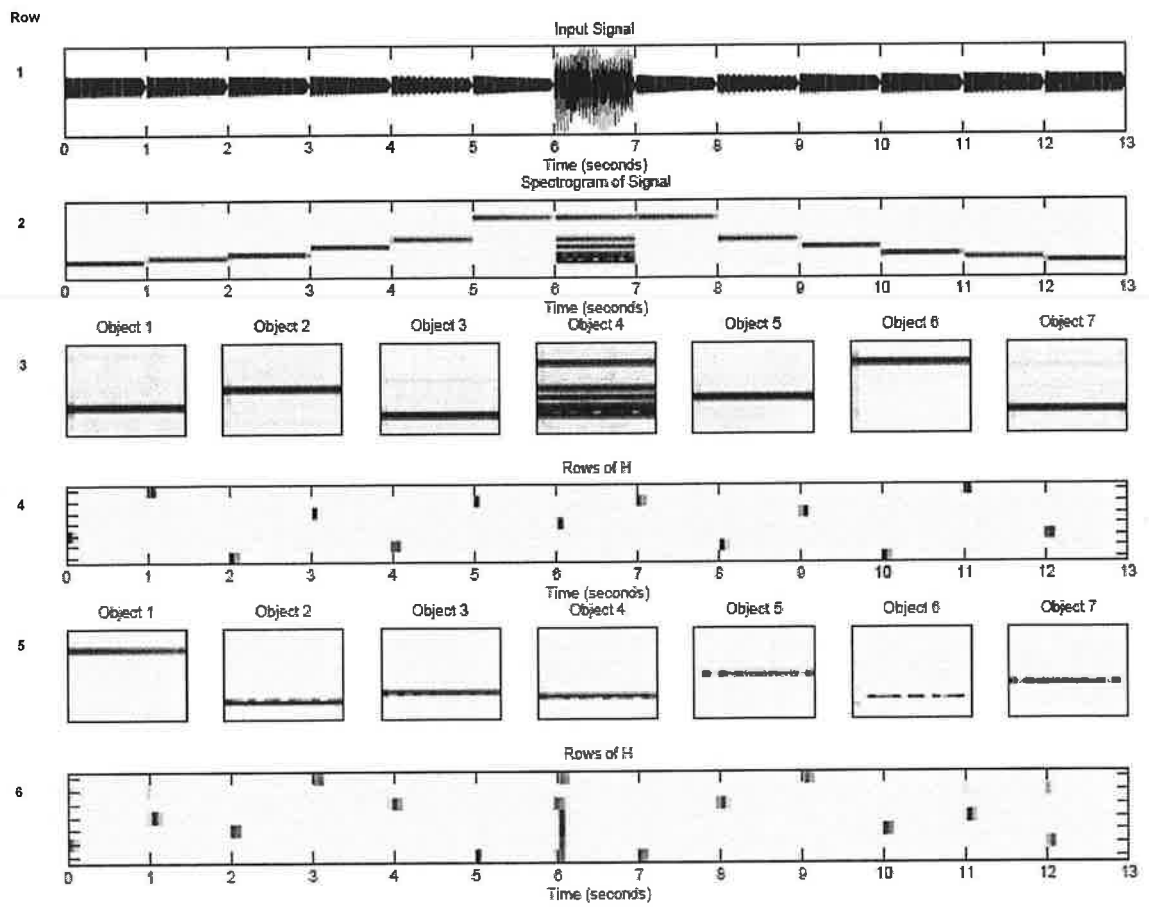 Row
Input Signal
1
0 1 2 3 4 5 6 7 8 9 10 11 12 13
Time (seconds)
Spectrogram of Signal
2
0 1 2 3 4 5 6 7 8 9 10 11 12 13
Time (seconds)
Object 1 Object 2 Object 3 Object 4 Object 5 Object 6 Object 7
3
Rows of H
4
0 1 2 3 4 5 6 7 8 9 10 11 12 13
Time (seconds)
Object 1 Object 2 Object 3 Object 4 Object 5 Object 6 Object 7
5
Rows of H
6
0 1 2 3 4 5 6 7 8 9 10 11 12 13
Time (seconds)